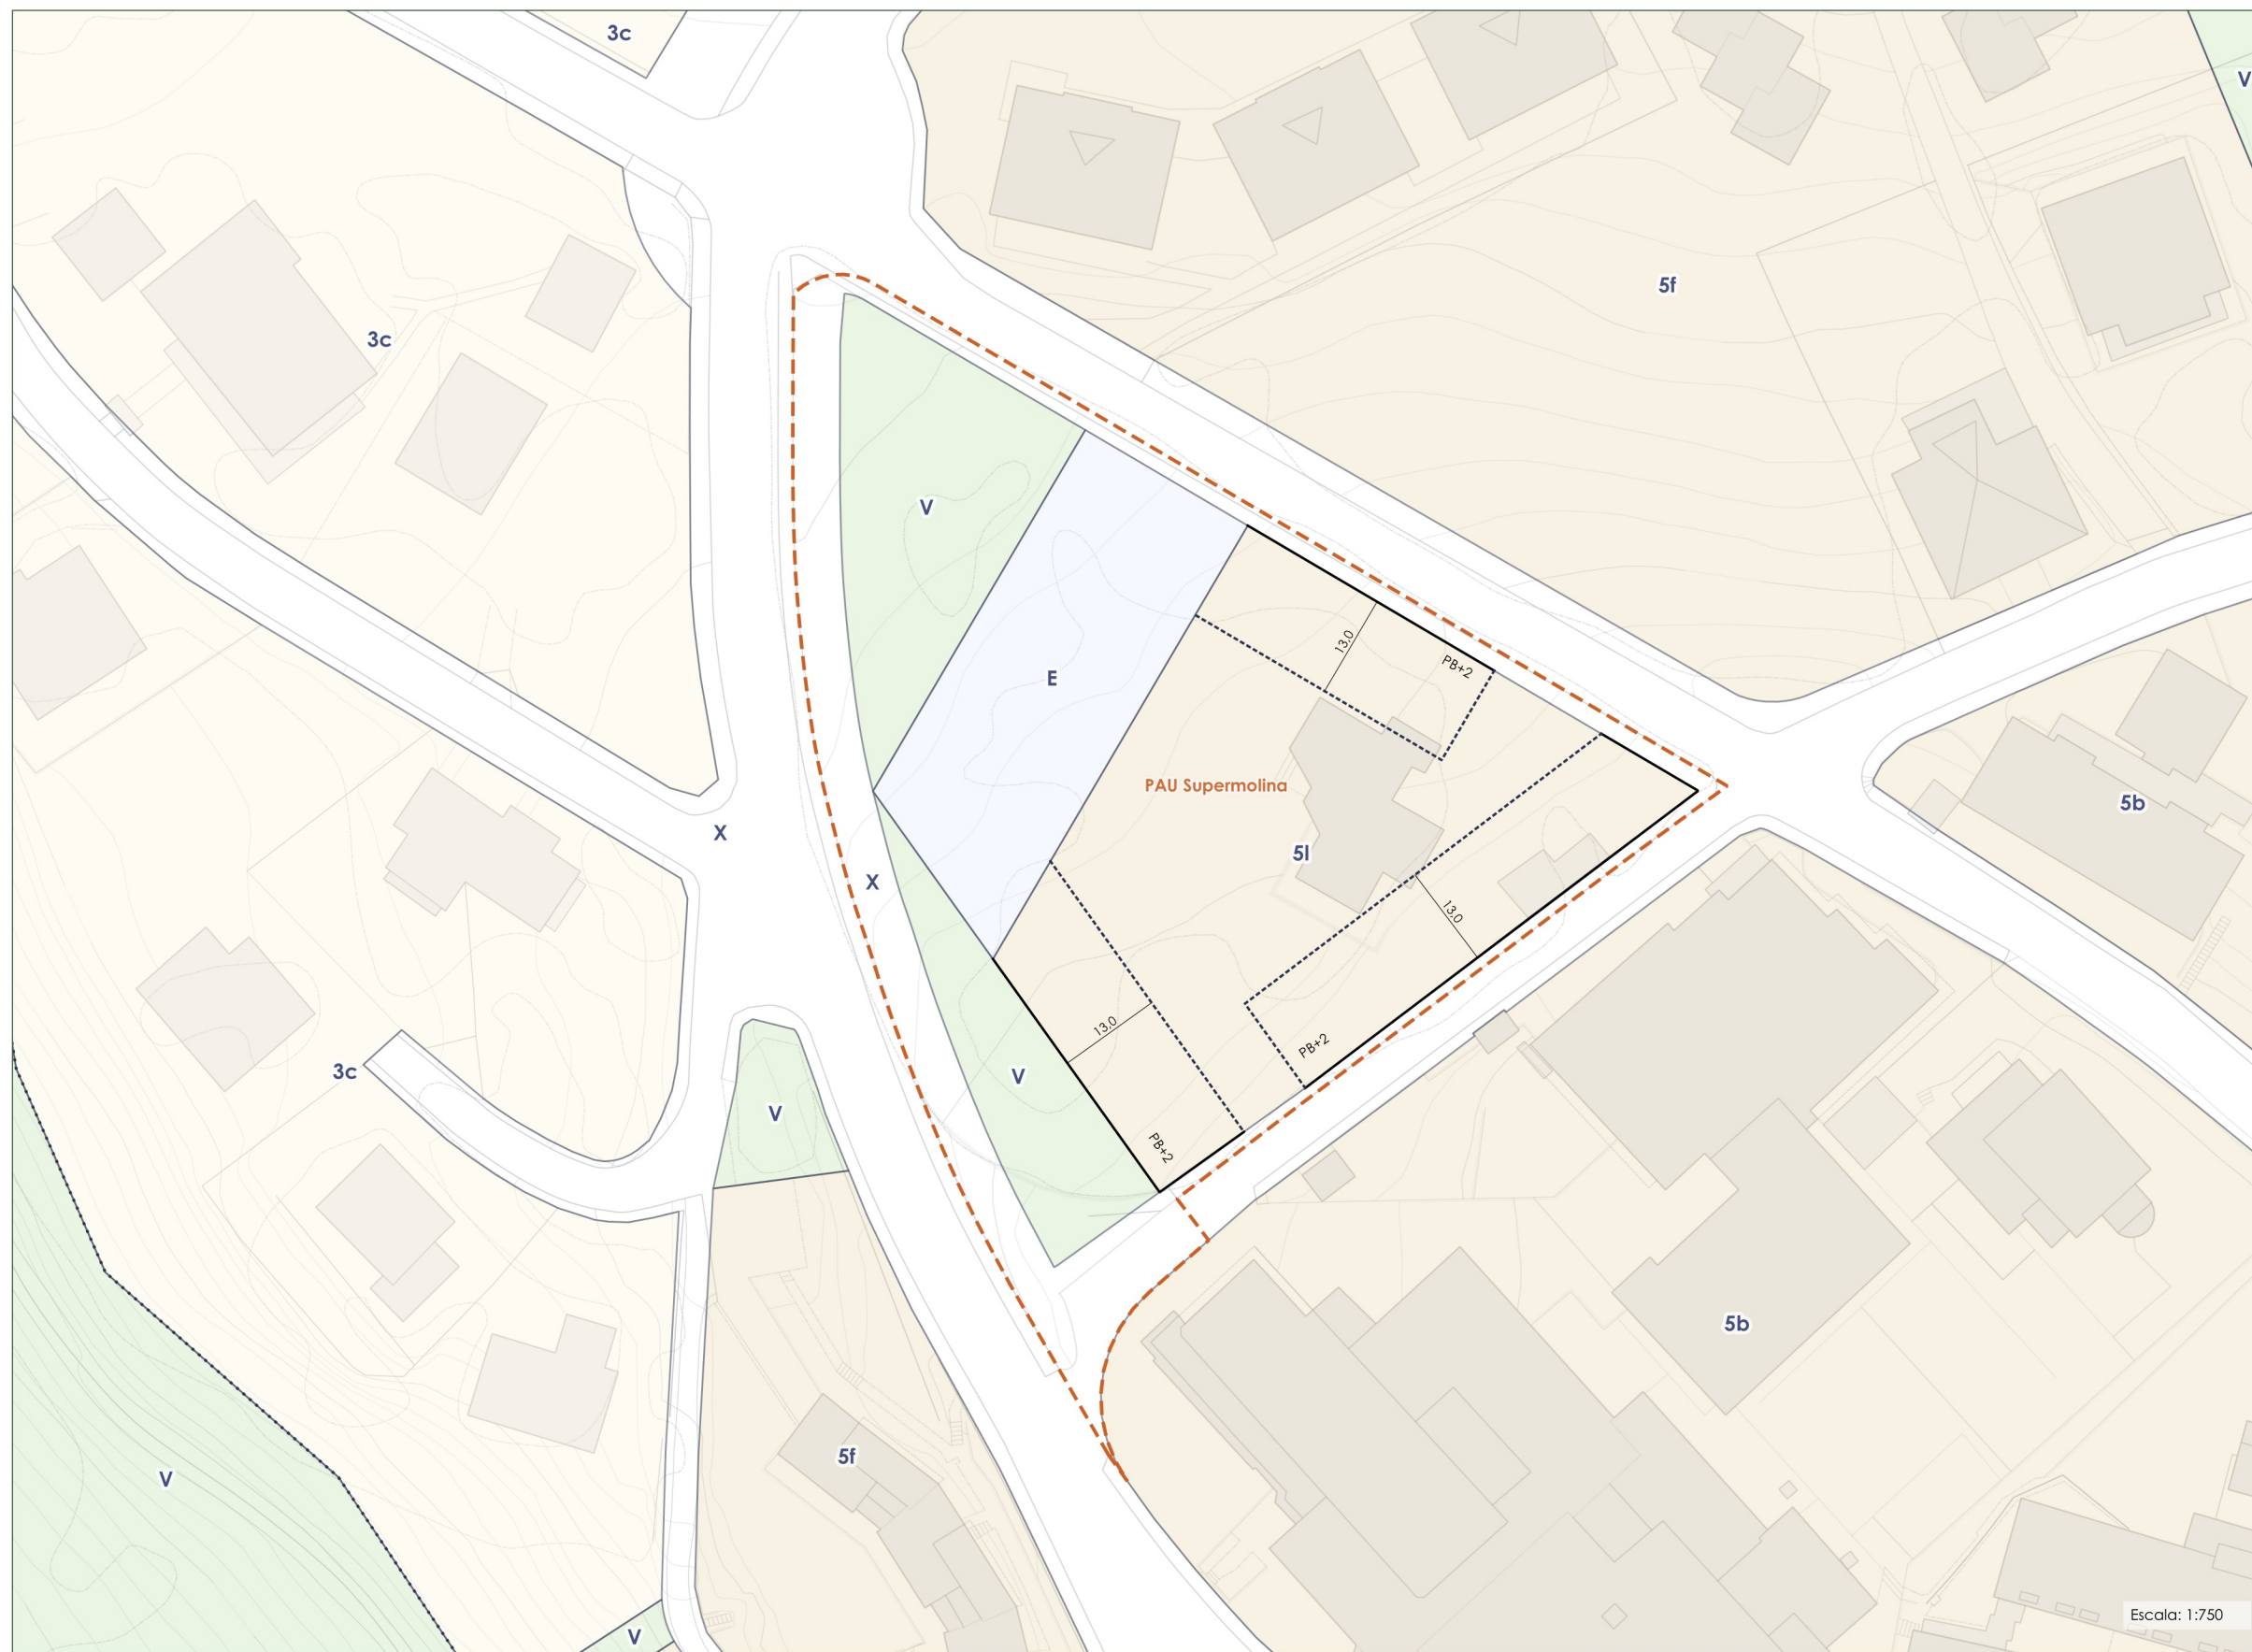 3c
V
5f
3c
V
13.0
PB+2
E
PAU Supermolina
5b
X
5l
X
13.0
13.0
PB+2
3c
V
V
PB+2
5b
5f
V
Escala: 1:750
V